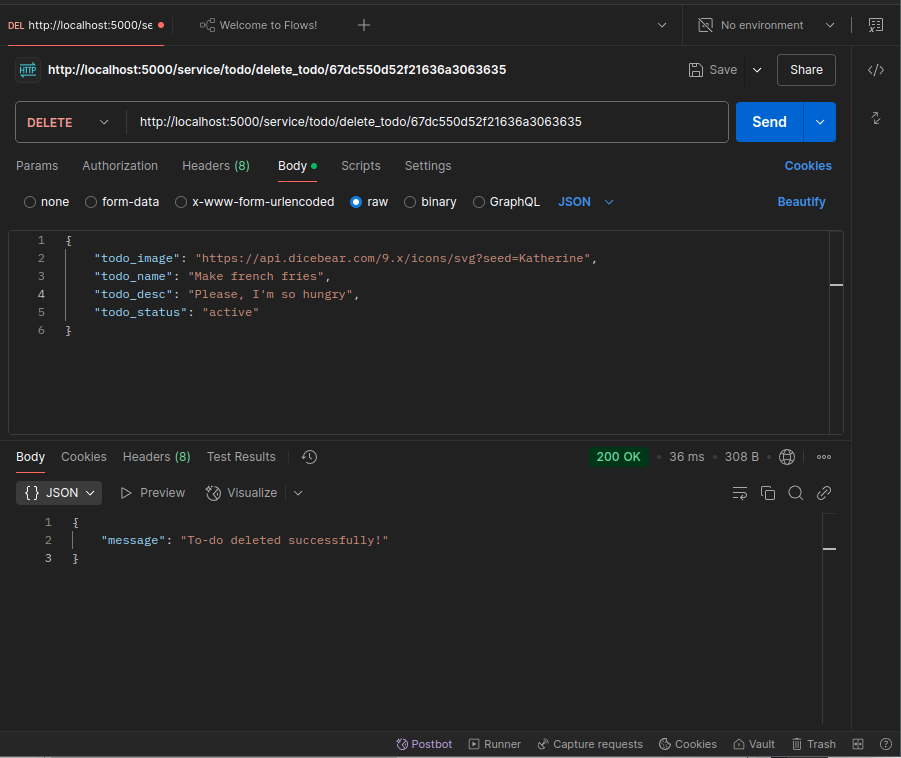 DEL http://localhost:5000/se Welcome to Flows! No environment
HTTP http://localhost:5000/service/todo/delete_todo/67dc550d52f21636a3063635 Save Share
DELETE http://localhost:5000/service/todo/delete_todo/67dc550d52f21636a3063635 Send
Params Authorization Headers (8) Body Scripts Settings Cookies
none form-data x-www-form-urlencoded raw binary GraphQL JSON Beautify
1 {
2 "todo_image": "https://api.dicebear.com/9.x/icons/svg?seed=Katherine",
3 "todo_name": "Make french fries",
4 "todo_desc": "Please, I'm so hungry",
5 "todo_status": "active"
6 }
Body Cookies Headers (8) Test Results 200 OK 36 ms 308 B
{} JSON Preview Visualize
1 {
2 "message": "To-do deleted successfully!"
3 }
Postbot Runner Capture requests Cookies Vault Trash